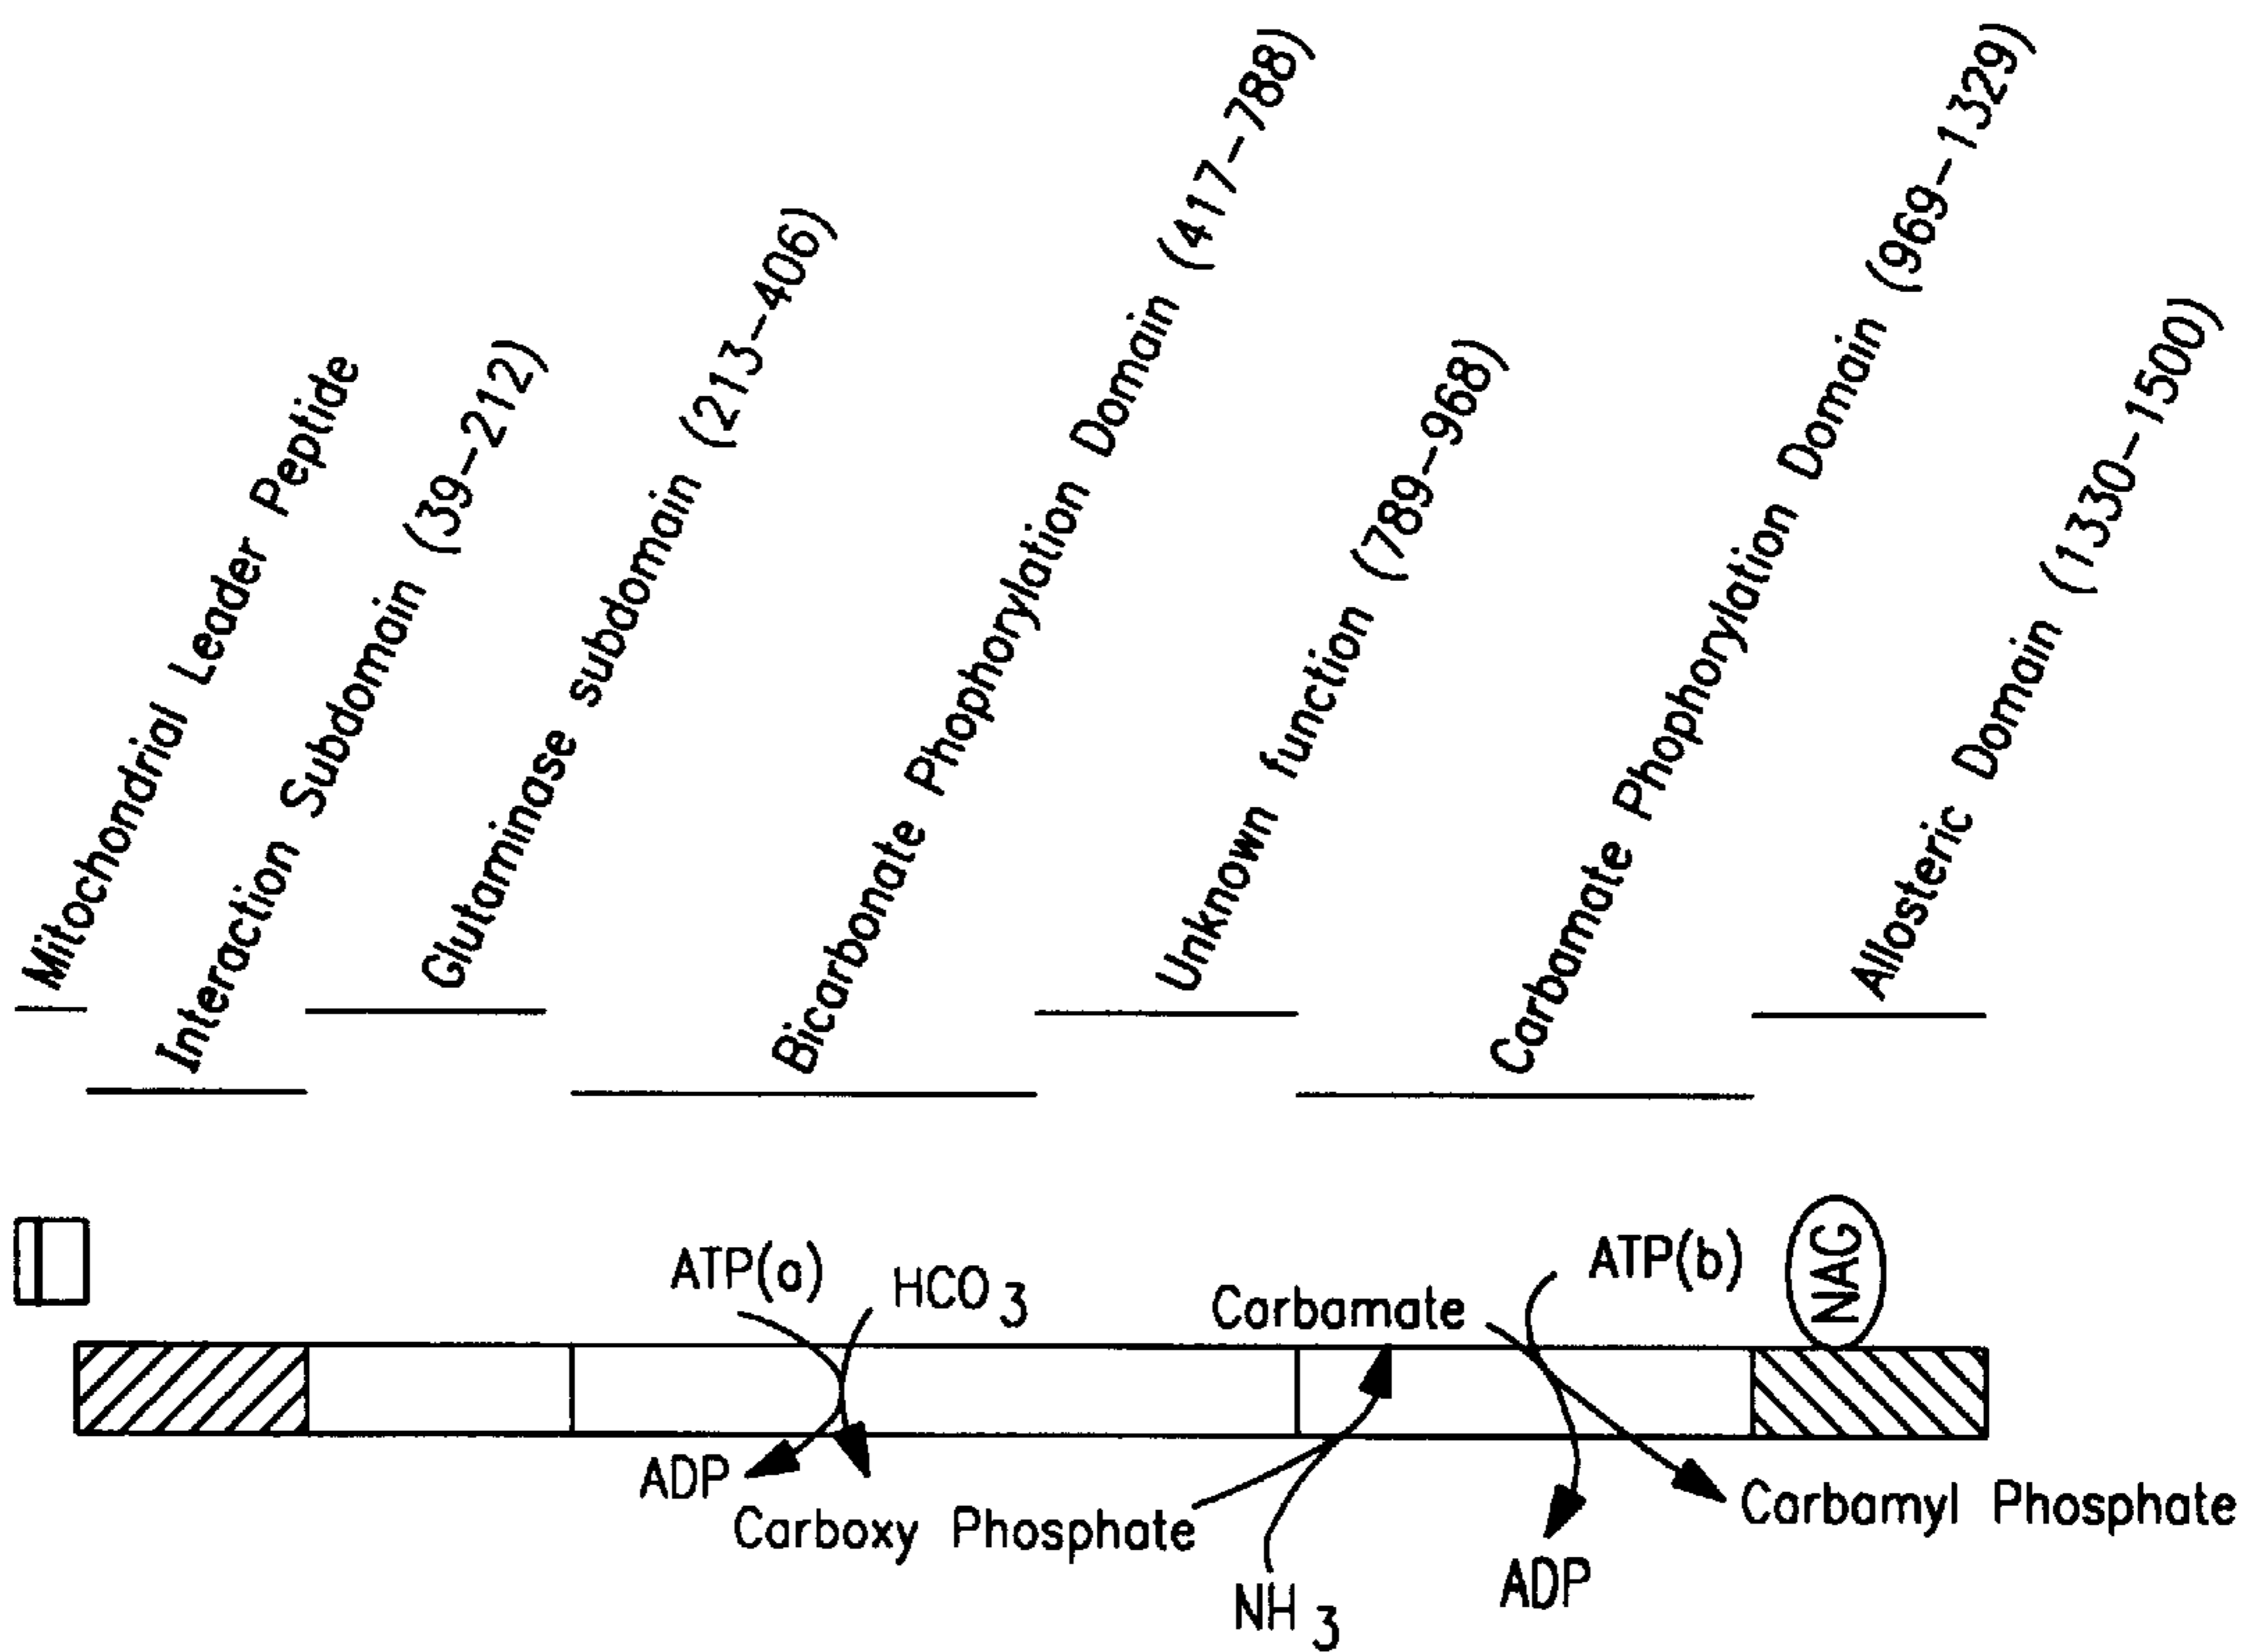 Mitochondrial Leader Peptide
Interaction Subdomain (39-212)
Glutaminase subdomain (213-406)
Bicarbonate Phophorylation Domain (417-788)
Unknown function (789-968)
Carbamate Phophorylation Domain (969-1329)
Allosteric Domain (1330-1500)
ATP(a)
HCO 3
Carbamate
ATP(b)
NAG
ADP
Carboxy Phosphate
NH 3
ADP
Carbamyl Phosphate